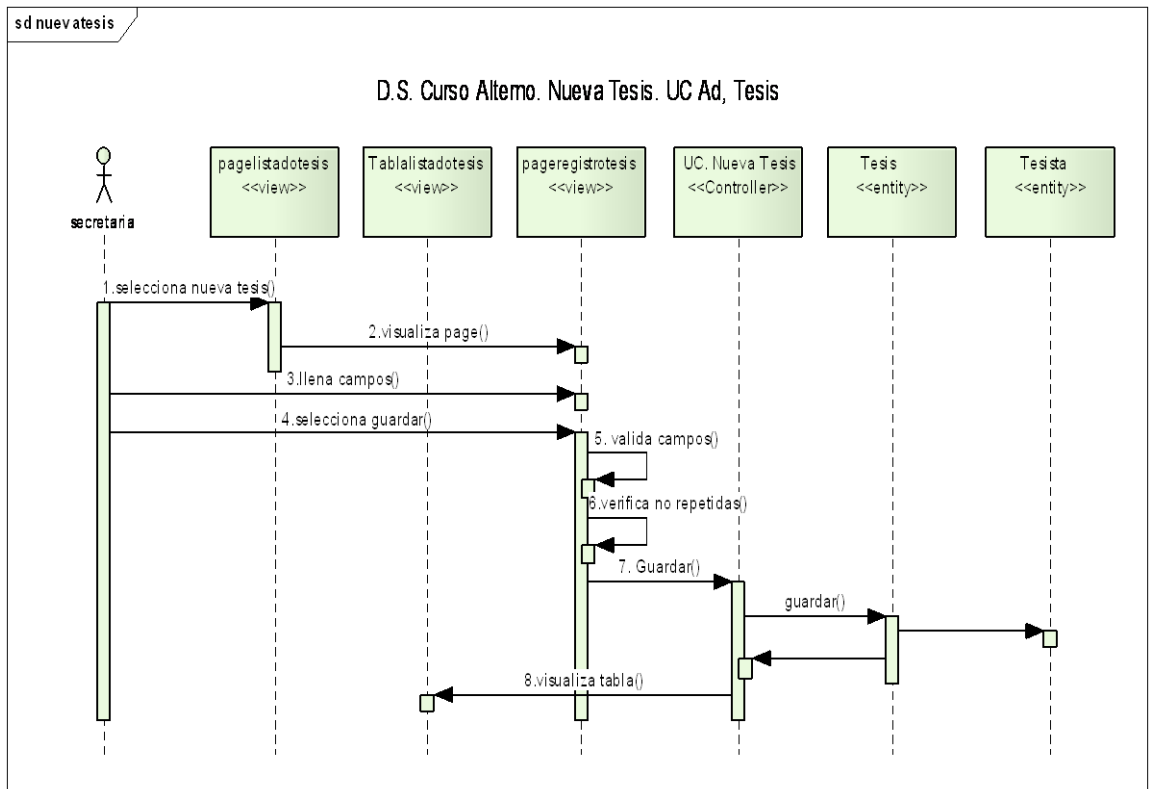 sd nuevatesis
D.S. Curso Alterno. Nueva Tesis. UC Ad, Tesis
secretaria
pagelistadotesis
<<view>>
Tablalistadotesis
<<view>>
pageregistrotesis
<<view>>
UC. Nueva Tesis
<<Controller>>
Tesis
<<entity>>
Tesista
<<entity>>
1.selecciona nueva tesis()
2.visualiza page()
3.llena campos()
4.selecciona guardar()
5. valida campos()
6.verifica no repetidas()
7. Guardar()
guardar()
8.visualiza tabla()